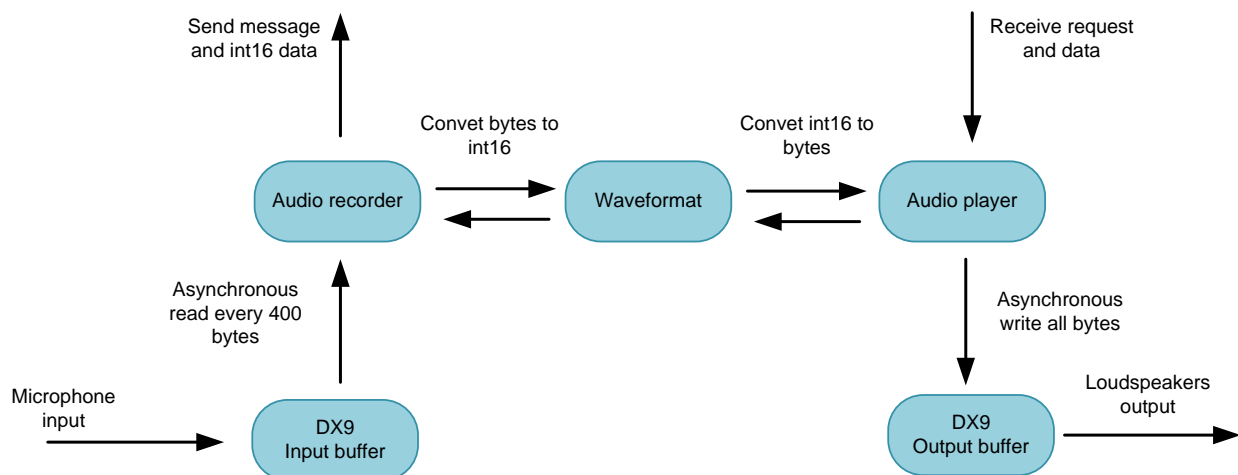 Send message
and int16 data
Receive request
and data
Convet bytes to
int16
Convet int16 to
bytes
Audio recorder
Waveformat
Audio player
Asynchronous
read every 400
bytes
Asynchronous
write all bytes
Microphone
input
DX9
Input buffer
DX9
Output buffer
Loudspeakers
output